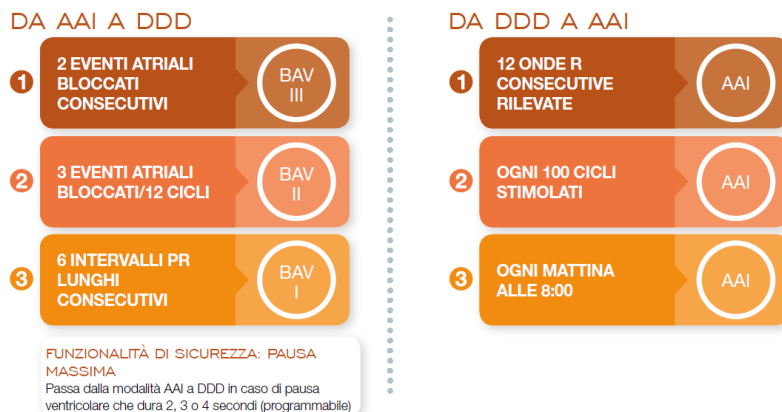 DA AAI A DDD
1
2 EVENTI ATRIALI
BLOCCATI
CONSECUTIVI
BAV
III
2
3 EVENTI ATRIALI
BLOCCATI/12 CICLI
BAV
II
3
6 INTERVALLI PR
LUNGHI
CONSECUTIVI
BAV
I
FUNZIONALITÀ DI SICUREZZA: PAUSA
MASSIMA
Passa dalla modalità AAI a DDD in caso di pausa
ventricolare che dura 2, 3 o 4 secondi (programmabile)
DA DDD A AAI
1
12 ONDE R
CONSECUTIVE
RILEVATE
AAI
2
OGNI 100 CICLI
STIMOLATI
AAI
3
OGNI MATTINA
ALLE 8:00
AAI